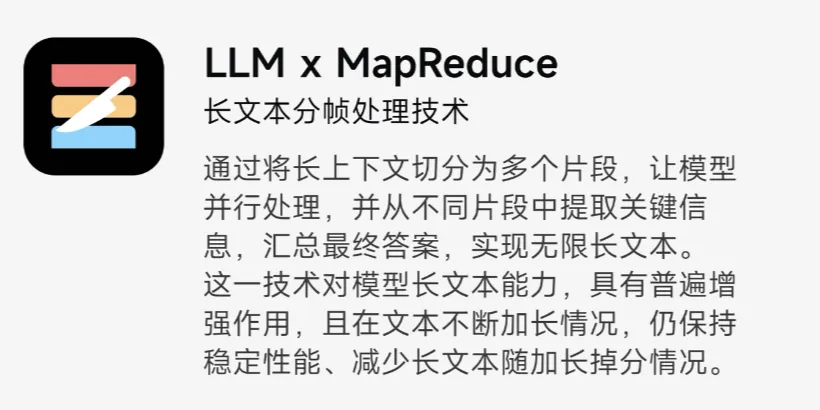 LLM x MapReduce
长文本分帧处理技术
通过将长上下文切分为多个片段，让模型
并行处理，并从不同片段中提取关键信
息，汇总最终答案，实现无限长文本。
这一技术对模型长文本能力，具有普遍增
强作用，且在文本不断加长情况，仍保持
稳定性能、减少长文本随加长掉分情况。